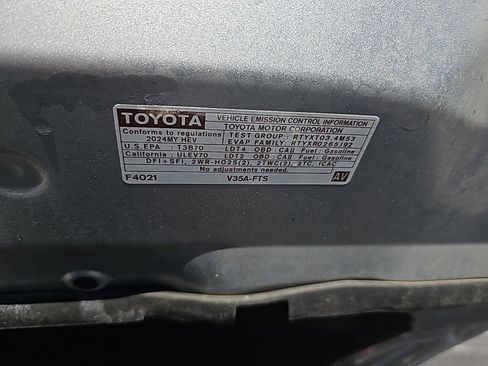 TOYOTA VEHICLE EMISSION CONTROL INFORMATION
Conforms to regulations TOYOTA MOTOR CORPORATION
2024MY HEV TEST GROUP : RTYXT03.4M53
EVAP FAMILY: RTYXR0265J92
U.S.EPA : T3B70 LDT4 OBD : CAⅡ Fuel : Gasoline
California : ULEV70 LDT2 OBD : CAⅡ Fuel : Gasoline
DFI+SFI, 2WR-HO2S(2), 2TWC(2), 2TC, ICAC
No adjustments needed.
F4021 V35A-FTS AV